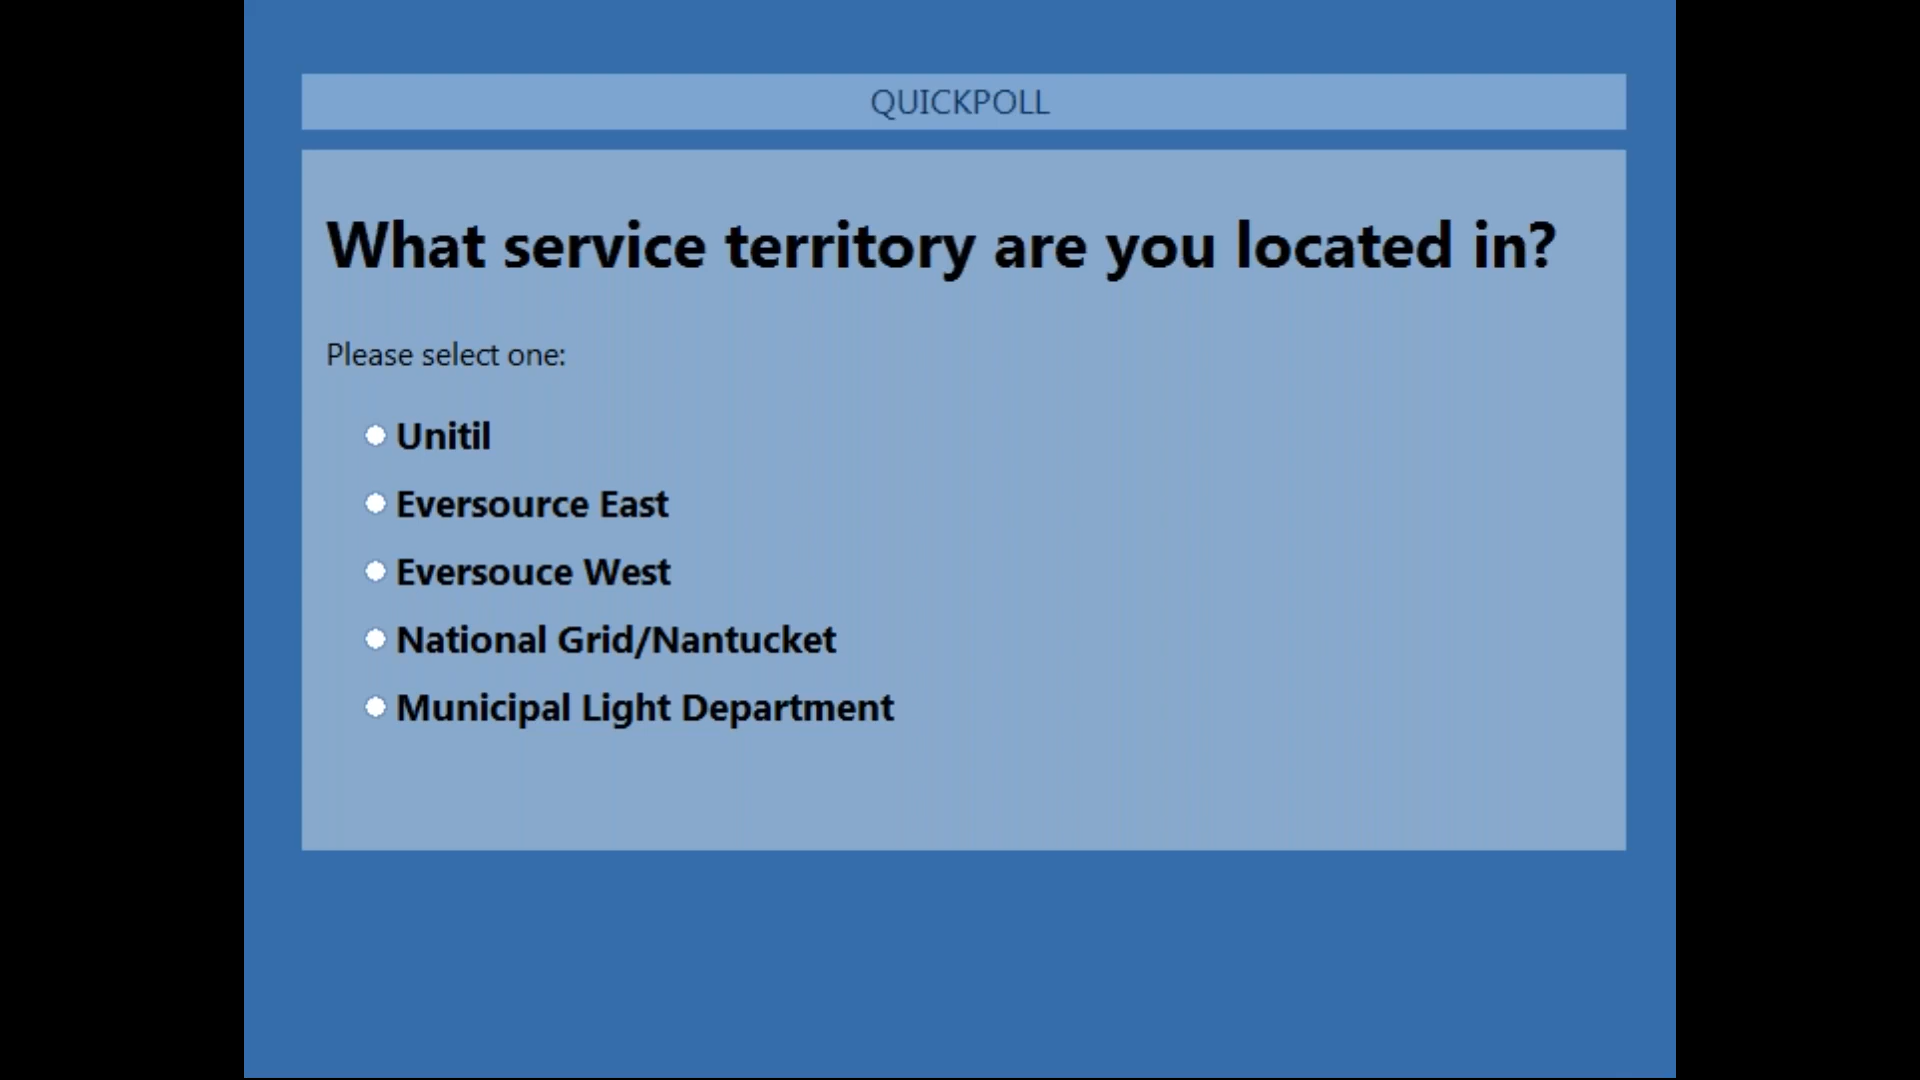 QUICKPOLL
What service territory are you located in?
Please select one:
Unitil
Eversource East
Eversouce West
National Grid/Nantucket
Municipal Light Department